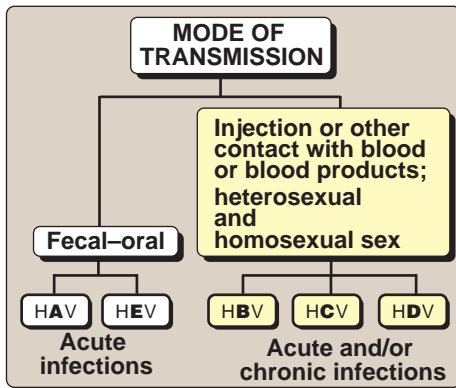 MODE OF
TRANSMISSION
Injection or other
contact with blood
or blood products;
heterosexual
and
homosexual sex
Fecal–oral
HAV
HEV
HBV
HCV
HDV
Acute
infections
Acute and/or
chronic infections